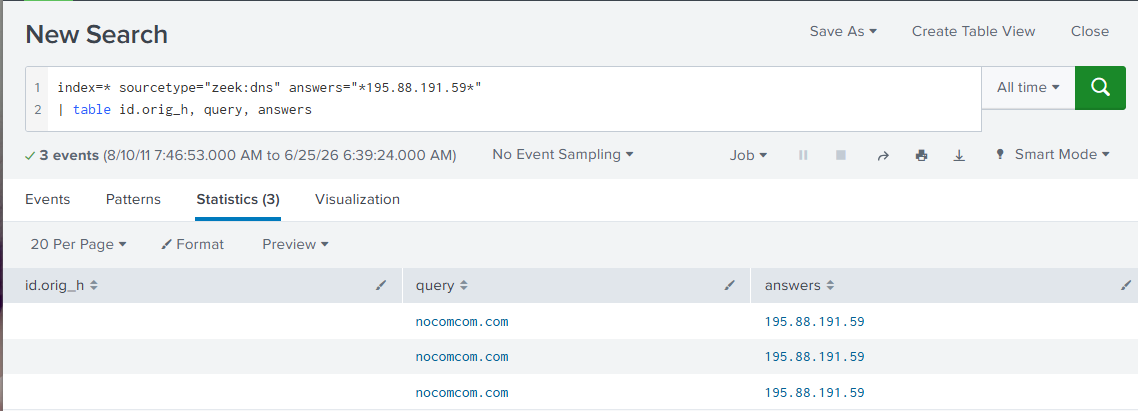 New Search
Save As ▾ Create Table View Close
1 index=* sourcetype="zeek:dns" answers="*195.88.191.59*"
2 | table id.orig_h, query, answers
All time ▾
✓ 3 events (8/10/11 7:46:53.000 AM to 6/25/26 6:39:24.000 AM) No Event Sampling ▾ Job ▾ Smart Mode ▾
Events Patterns Statistics (3) Visualization
20 Per Page ▾ Format Preview ▾
id.orig_h query answers
nocomcom.com 195.88.191.59
nocomcom.com 195.88.191.59
nocomcom.com 195.88.191.59